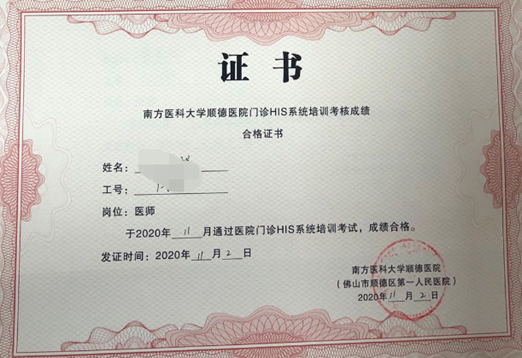 证书
南方医科大学顺德医院门诊HIS系统培训考核成绩
合格证书
姓名:
工号:
岗位: 医师
于2020年 11 月通过医院门诊HIS系统培训考试，成绩合格。
发证时间: 2020年 11 月 2 日
南方医科大学顺德医院
(佛山市顺德区第一人民医院)
2020年 11 月 2 日